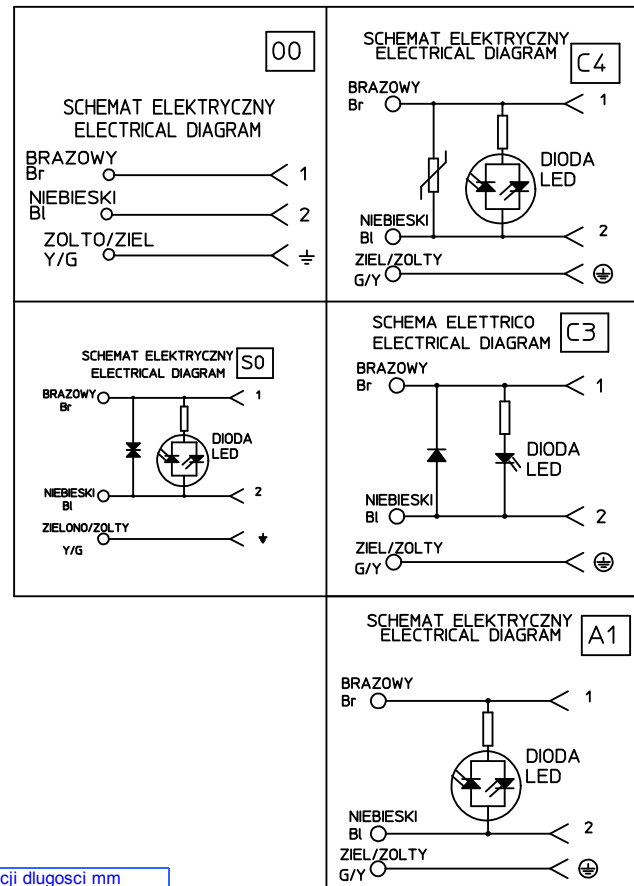 00
SCHEMAT ELEKTRYCZNY
ELECTRICAL DIAGRAM
BRAZOWY
Br
1
NIEBIESKI
Bl
2
ZOLTO/ZIEL
Y/G
SCHEMAT ELEKTRYCZNY
ELECTRICAL DIAGRAM
C4
BRAZOWY
Br
1
DIODA
LED
NIEBIESKI
Bl
2
ZIEL/ZOLTY
G/Y
SCHEMAT ELEKTRYCZNY
ELECTRICAL DIAGRAM
S0
BRAZOWY
Br
1
DIODA
LED
NIEBIESKI
Bl
2
ZIELONO/ZOLTY
Y/G
SCHEMA ELETTRICO
ELECTRICAL DIAGRAM
C3
BRAZOWY
Br
1
DIODA
LED
NIEBIESKI
Bl
2
ZIEL/ZOLTY
G/Y
SCHEMAT ELEKTRYCZNY
ELECTRICAL DIAGRAM
A1
BRAZOWY
Br
1
DIODA
LED
NIEBIESKI
Bl
2
ZIEL/ZOLTY
G/Y
cji dlugosci mm